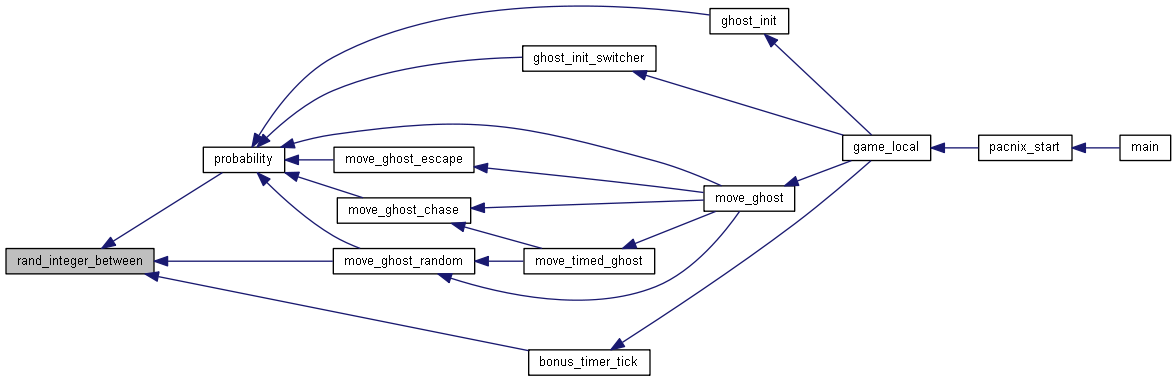 ghost_init
ghost_init_switcher
probability
move_ghost_escape
game_local
pacnix_start
main
move_ghost
move_ghost_chase
rand_integer_between
move_ghost_random
move_timed_ghost
bonus_timer_tick